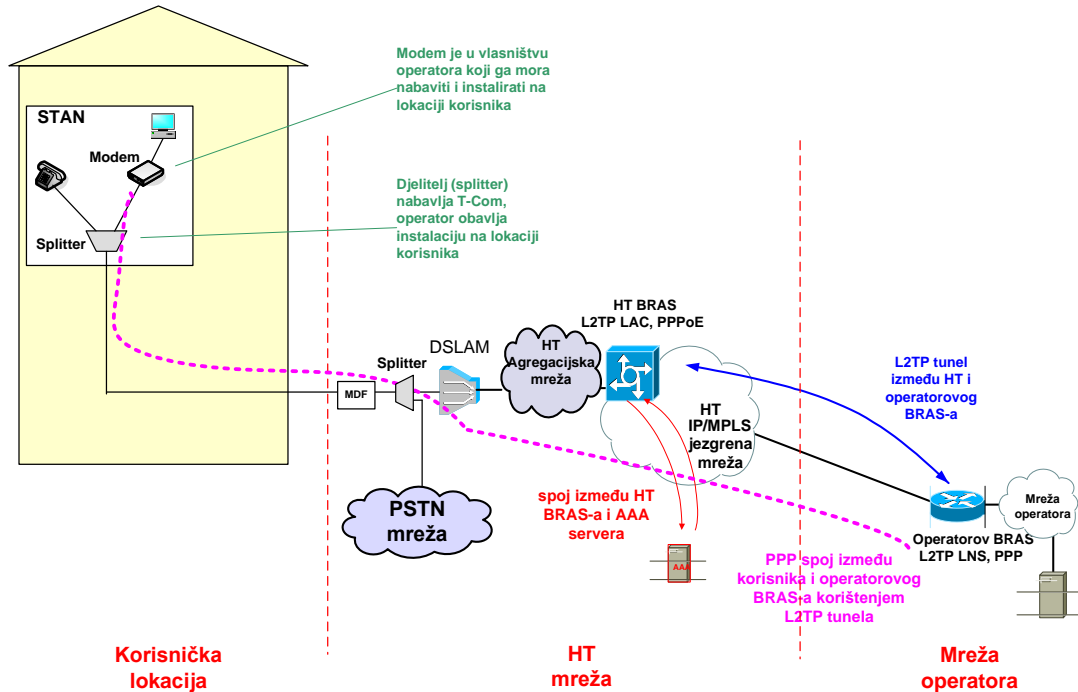 Modem je u vlasništvu
operatora koji ga mora
nabaviti i instalirati na
lokaciji korisnika
STAN
Modem
Djelitelj (splitter)
nabavlja T-Com,
operator obavlja
instalaciju na lokaciji
korisnika
Splitter
HT BRAS
L2TP LAC, PPPoE
Splitter
DSLAM
HT
Agregacijska
mreža
L2TP tunel
između HT i
operatorovog
BRAS-a
MDF
HT
IP/MPLS
jezgrena
mreža
PSTN
mreža
spoj između HT
BRAS-a i AAA
servera
AAA
Mreža
operatora
Operatorov BRAS
L2TP LNS, PPP
PPP spoj između
korisnika i operatorovog
BRAS-a korištenjem
L2TP tunela
Korisnička
lokacija
HT
mreža
Mreža
operatora